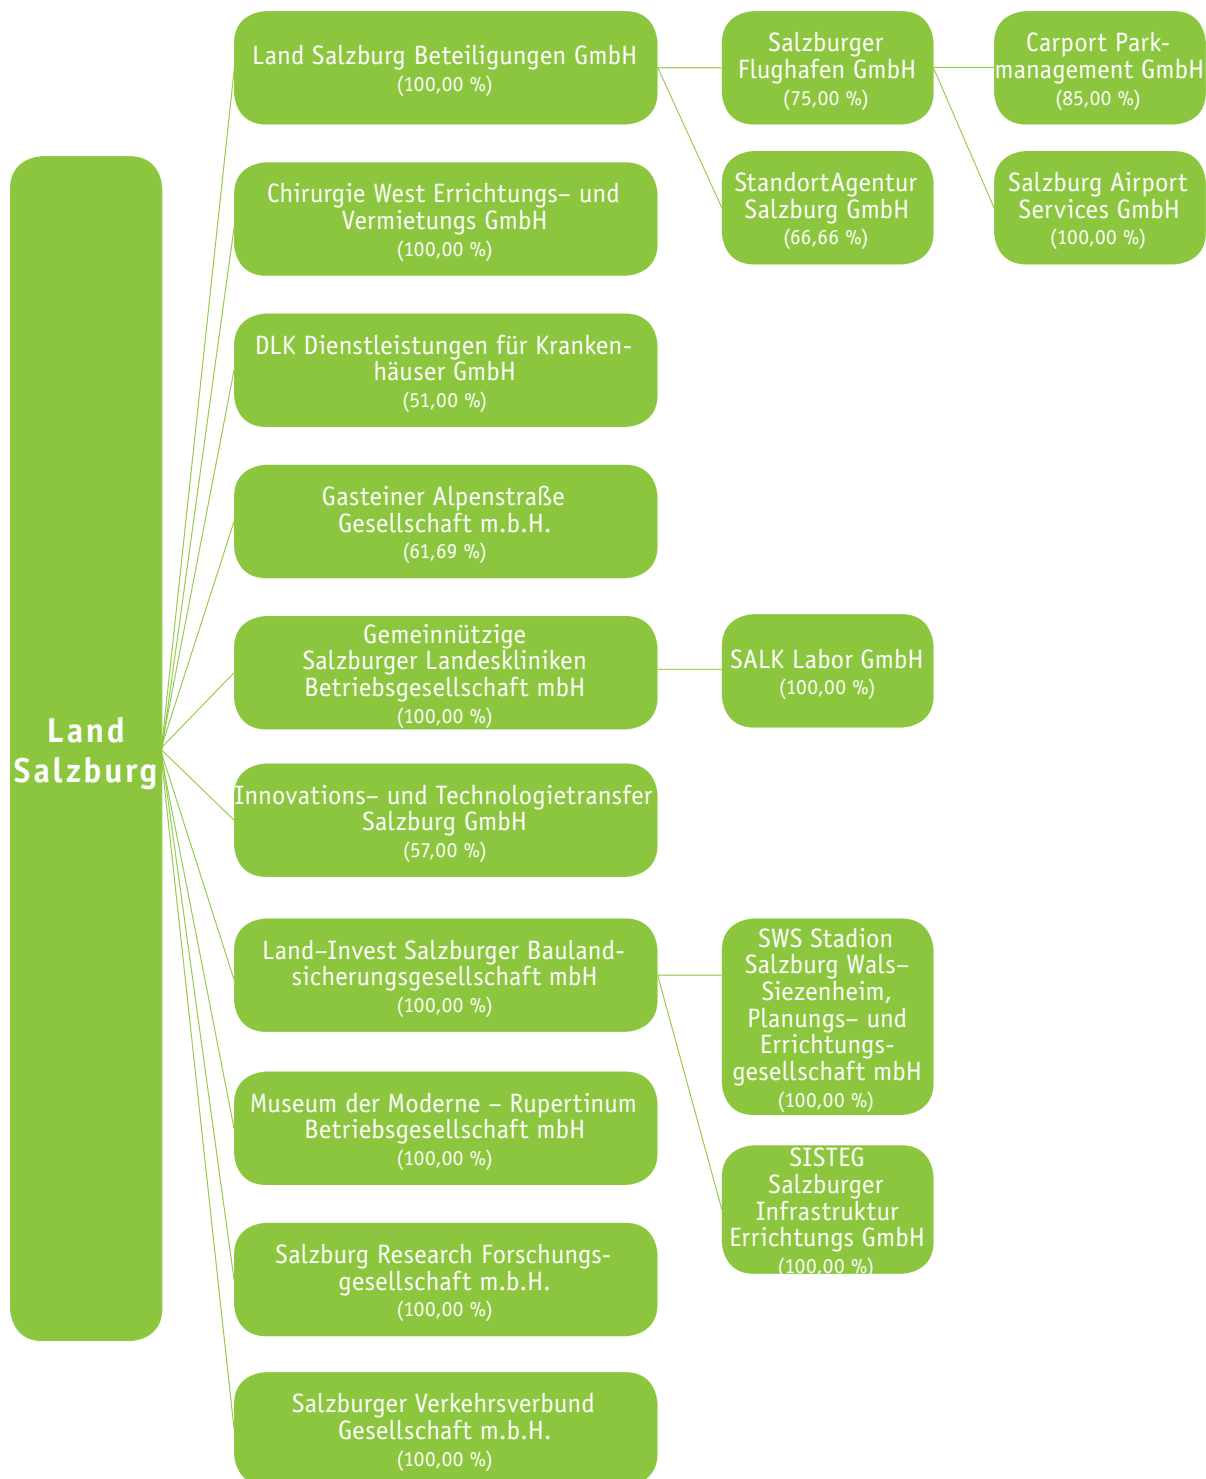 Land
Salzburg
Land Salzburg Beteiligungen GmbH
(100,00 %)
Salzburger
Flughafen GmbH
(75,00 %)
Carport Park-
management GmbH
(85,00 %)
StandortAgentur
Salzburg GmbH
(66,66 %)
Salzburg Airport
Services GmbH
(100,00 %)
Chirurgie West Errichtungs– und
Vermietungs GmbH
(100,00 %)
DLK Dienstleistungen für Kranken-
häuser GmbH
(51,00 %)
Gasteiner Alpenstraße
Gesellschaft m.b.H.
(61,69 %)
Gemeinnützige
Salzburger Landeskliniken
Betriebsgesellschaft mbH
(100,00 %)
SALK Labor GmbH
(100,00 %)
Innovations– und Technologietransfer
Salzburg GmbH
(57,00 %)
Land–Invest Salzburger Bauland-
sicherungsgesellschaft mbH
(100,00 %)
SWS Stadion
Salzburg Wals–
Siezenheim,
Planungs– und
Errichtungs-
gesellschaft mbH
(100,00 %)
SISTEG
Salzburger
Infrastruktur
Errichtungs GmbH
(100,00 %)
Museum der Moderne – Rupertinum
Betriebsgesellschaft mbH
(100,00 %)
Salzburg Research Forschungs-
gesellschaft m.b.H.
(100,00 %)
Salzburger Verkehrsverbund
Gesellschaft m.b.H.
(100,00 %)